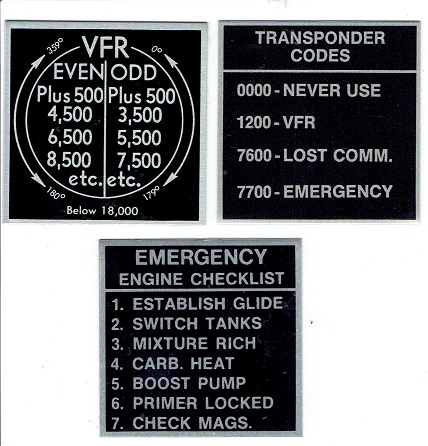 VFR
359° 0°
EVEN ODD
Plus 500 Plus 500
4,500 3,500
6,500 5,500
8,500 7,500
etc. etc.
180° 179°
Below 18,000
TRANSPONDER
CODES
0000 - NEVER USE
1200 - VFR
7600 - LOST COMM.
7700 - EMERGENCY
EMERGENCY
ENGINE CHECKLIST
1. ESTABLISH GLIDE
2. SWITCH TANKS
3. MIXTURE RICH
4. CARB. HEAT
5. BOOST PUMP
6. PRIMER LOCKED
7. CHECK MAGS.